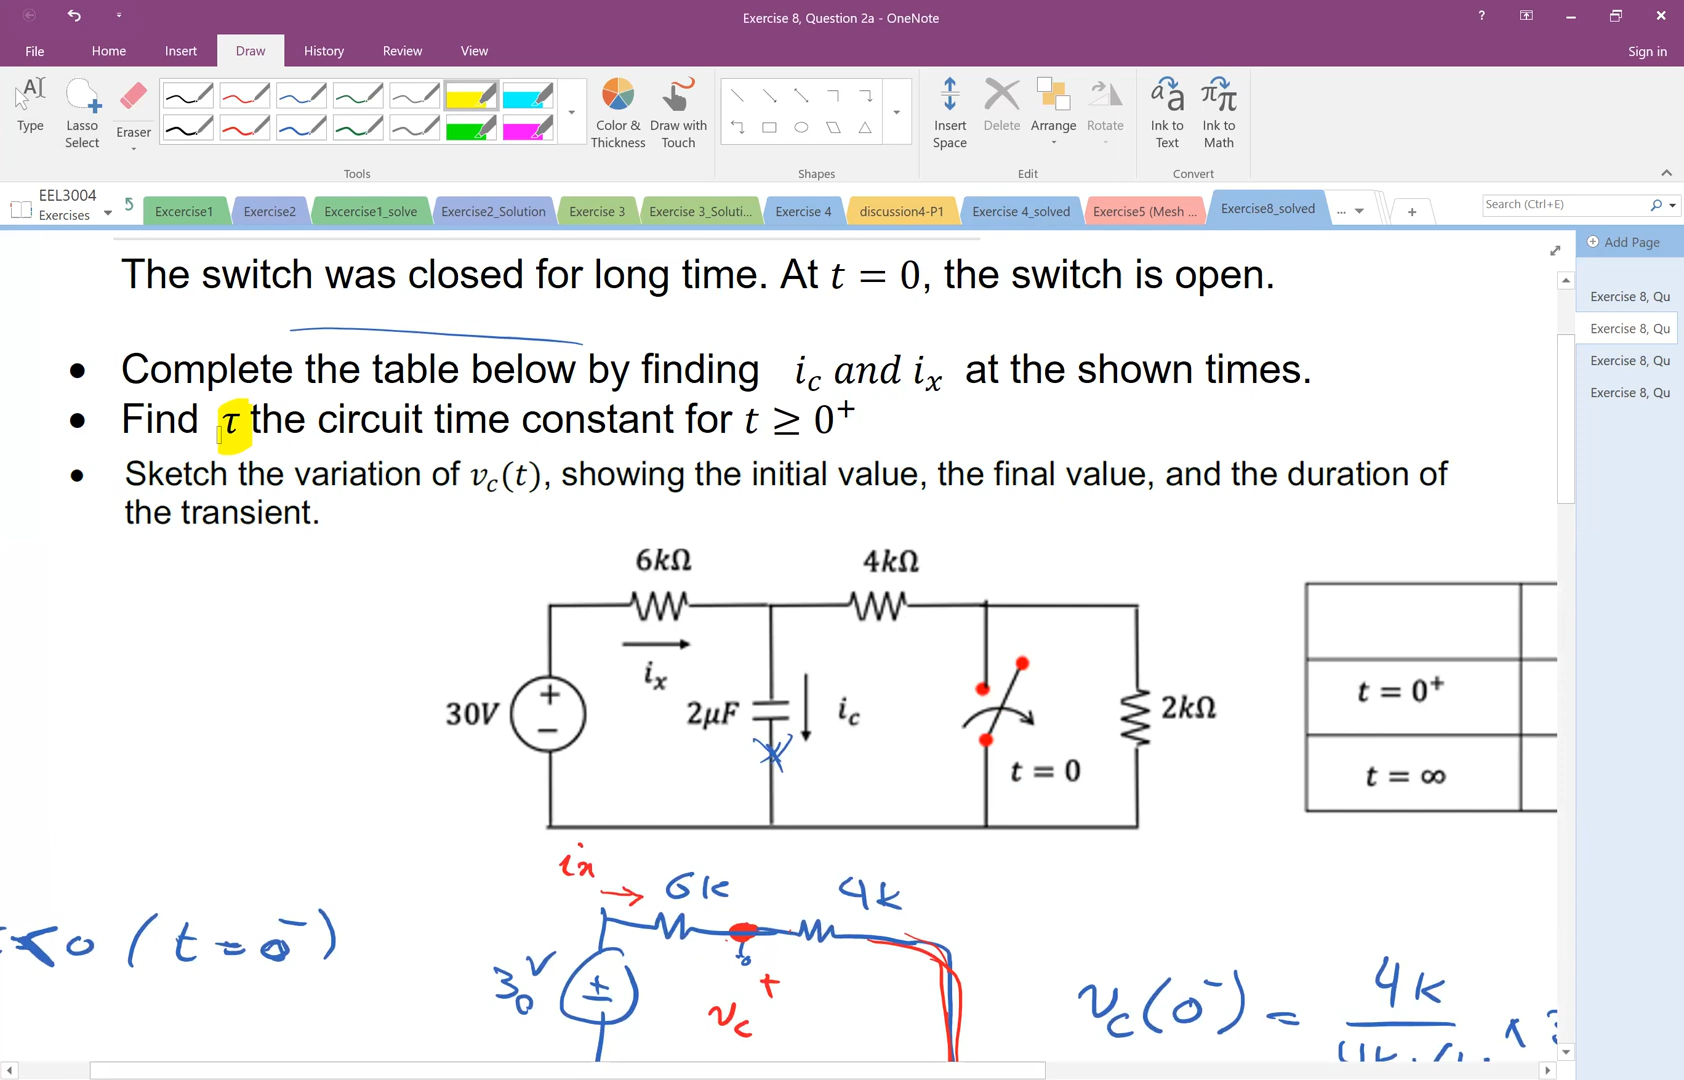 Exercise 8, Question 2a - OneNote
?
File
Home
Insert
Draw
History
Review
View
Sign in
Type
Lasso
Select
Eraser
Color &
Thickness
Draw with
Touch
Insert
Space
Delete
Arrange
Rotate
Ink to
Text
Ink to
Math
Tools
Shapes
Edit
Convert
EEL3004
Exercises
Excercise1
Exercise2
Excercise1_solve
Exercise2_Solution
Exercise 3
Exercise 3_Soluti...
Exercise 4
discussion4-P1
Exercise 4_solved
Exercise5 (Mesh ...
Exercise8_solved
...
Search (Ctrl+E)
Add Page
Exercise 8, Qu
Exercise 8, Qu
Exercise 8, Qu
Exercise 8, Qu
The switch was closed for long time. At t = 0, the switch is open.
• Complete the table below by finding i_c and i_x at the shown times.
• Find τ the circuit time constant for t ≥ 0⁺
• Sketch the variation of v_c(t), showing the initial value, the final value, and the duration of
the transient.
6kΩ
4kΩ
i_x
30V
+
−
2μF
i_c
t = 0
2kΩ
t = 0⁺
t = ∞
ix
6k
4k
<0 (t=0⁻)
30V
+
−
+
v_c
v_c(0⁻) = 4k